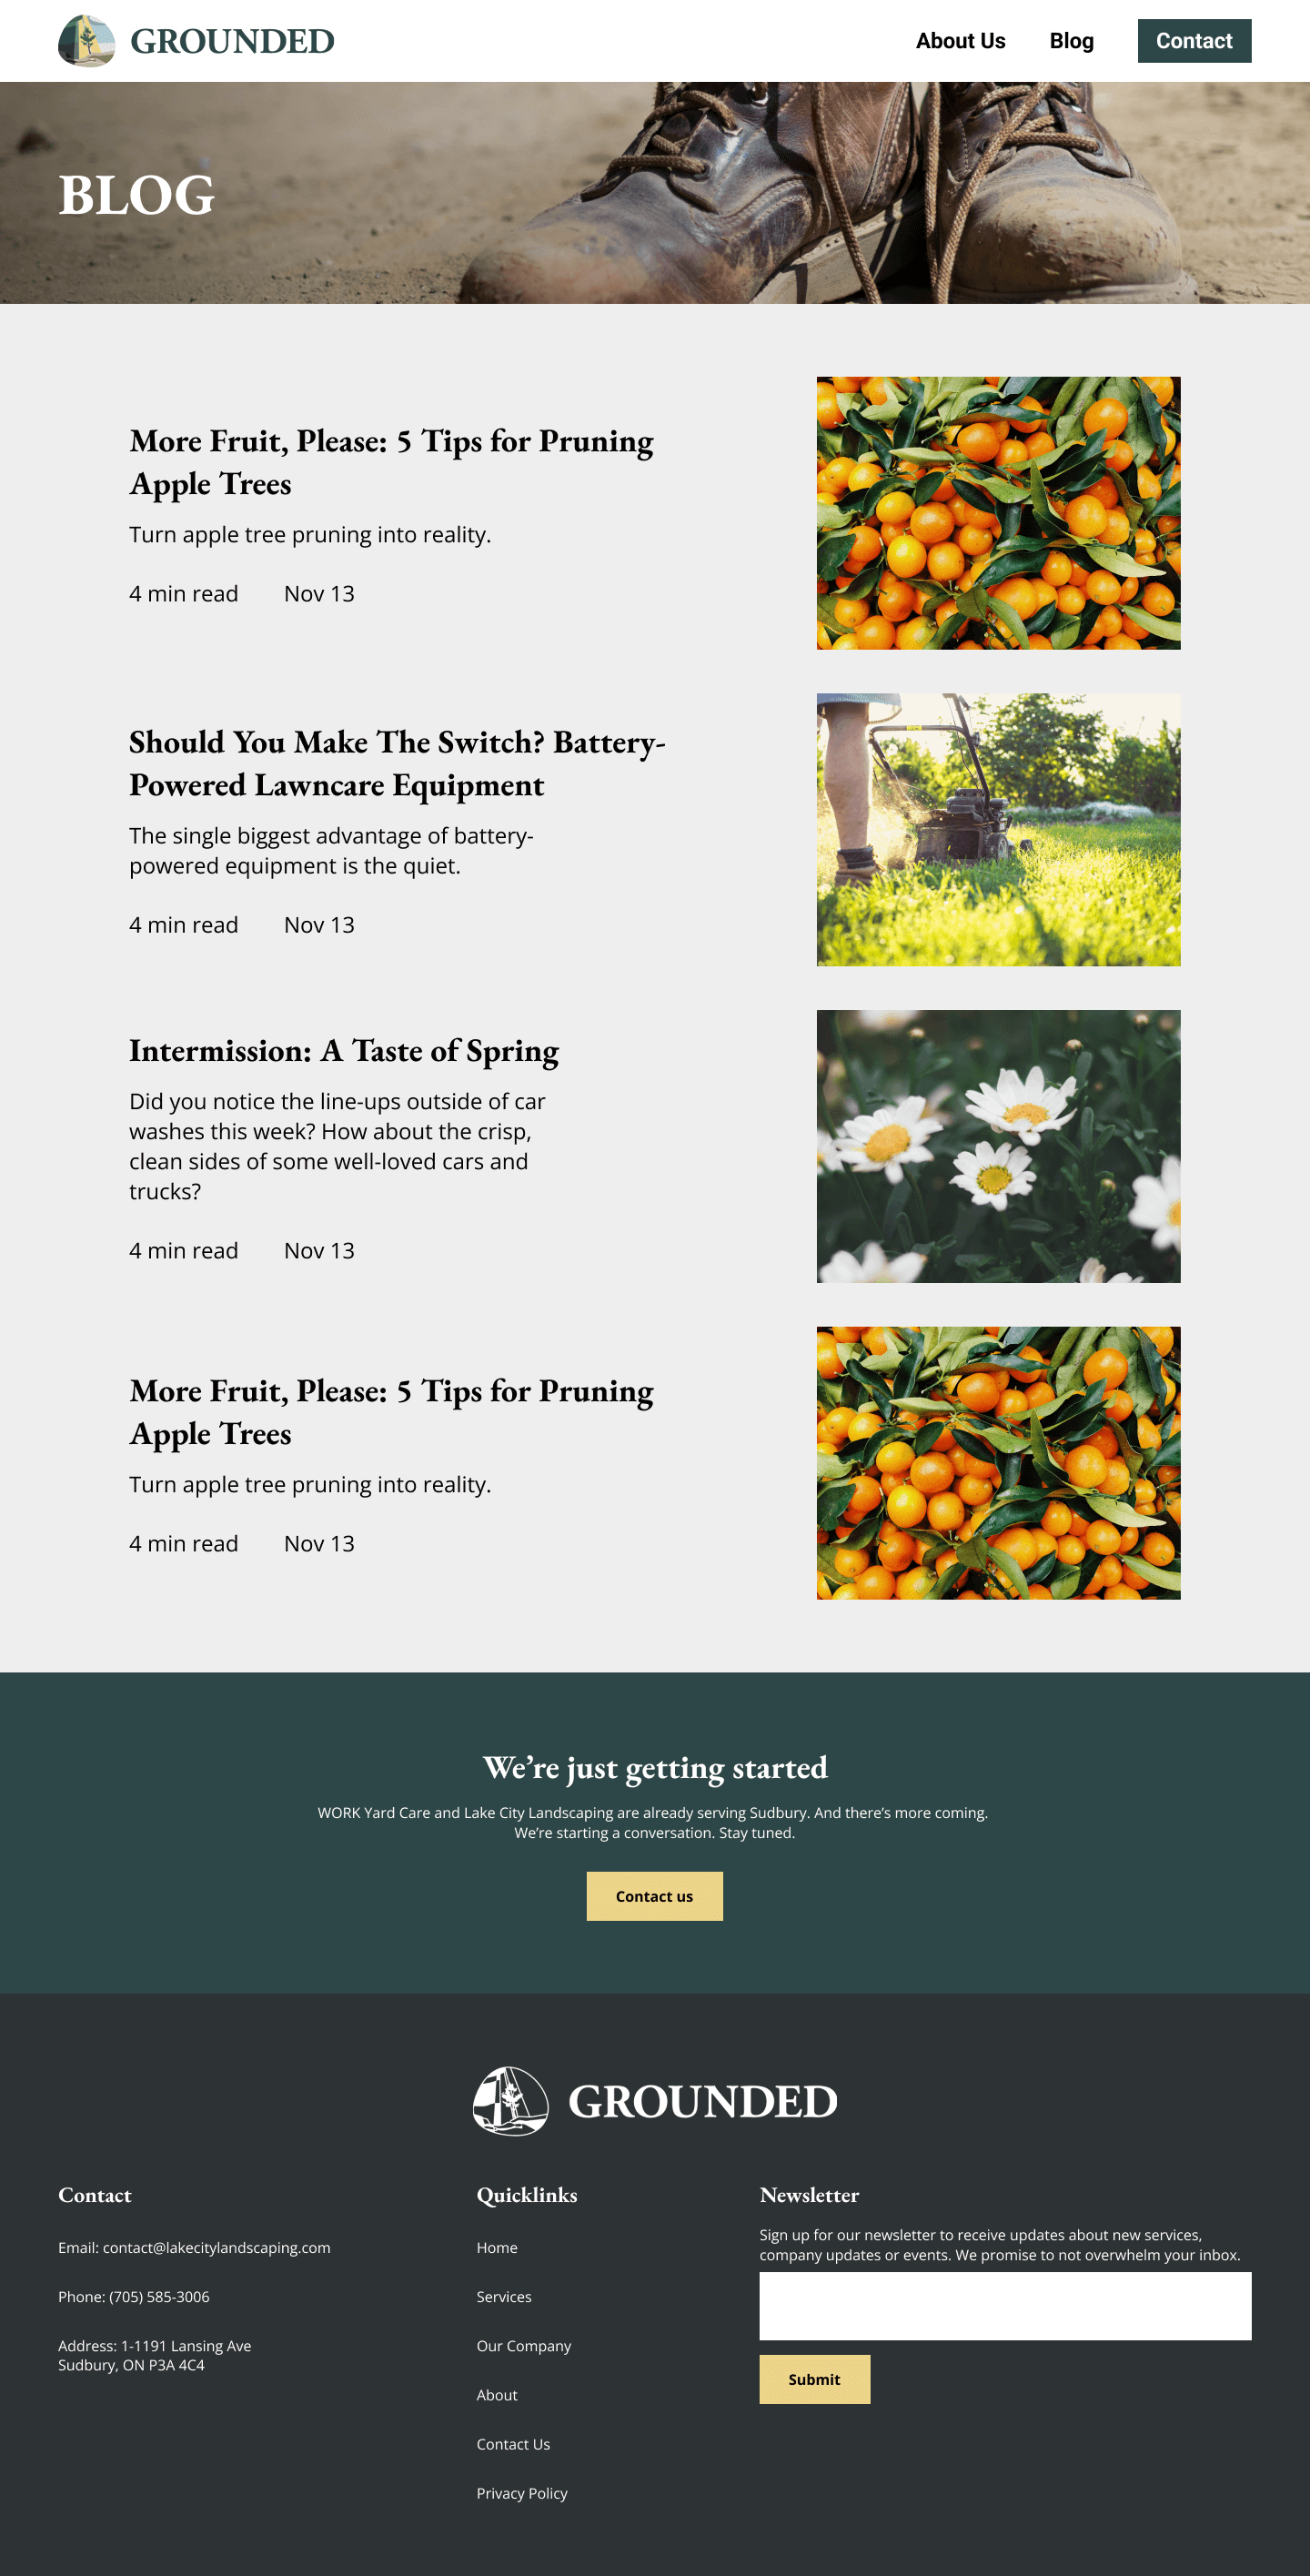 GROUNDED
About Us
Blog
Contact
BLOG
More Fruit, Please: 5 Tips for Pruning
Apple Trees
Turn apple tree pruning into reality.
4 min read Nov 13
Should You Make The Switch? Battery-
Powered Lawncare Equipment
The single biggest advantage of battery-
powered equipment is the quiet.
4 min read Nov 13
Intermission: A Taste of Spring
Did you notice the line-ups outside of car
washes this week? How about the crisp,
clean sides of some well-loved cars and
trucks?
4 min read Nov 13
More Fruit, Please: 5 Tips for Pruning
Apple Trees
Turn apple tree pruning into reality.
4 min read Nov 13
We’re just getting started
WORK Yard Care and Lake City Landscaping are already serving Sudbury. And there’s more coming.
We’re starting a conversation. Stay tuned.
Contact us
GROUNDED
Contact
Email: contact@lakecitylandscaping.com
Phone: (705) 585-3006
Address: 1-1191 Lansing Ave
Sudbury, ON P3A 4C4
Quicklinks
Home
Services
Our Company
About
Contact Us
Privacy Policy
Newsletter
Sign up for our newsletter to receive updates about new services,
company updates or events. We promise to not overwhelm your inbox.
Submit